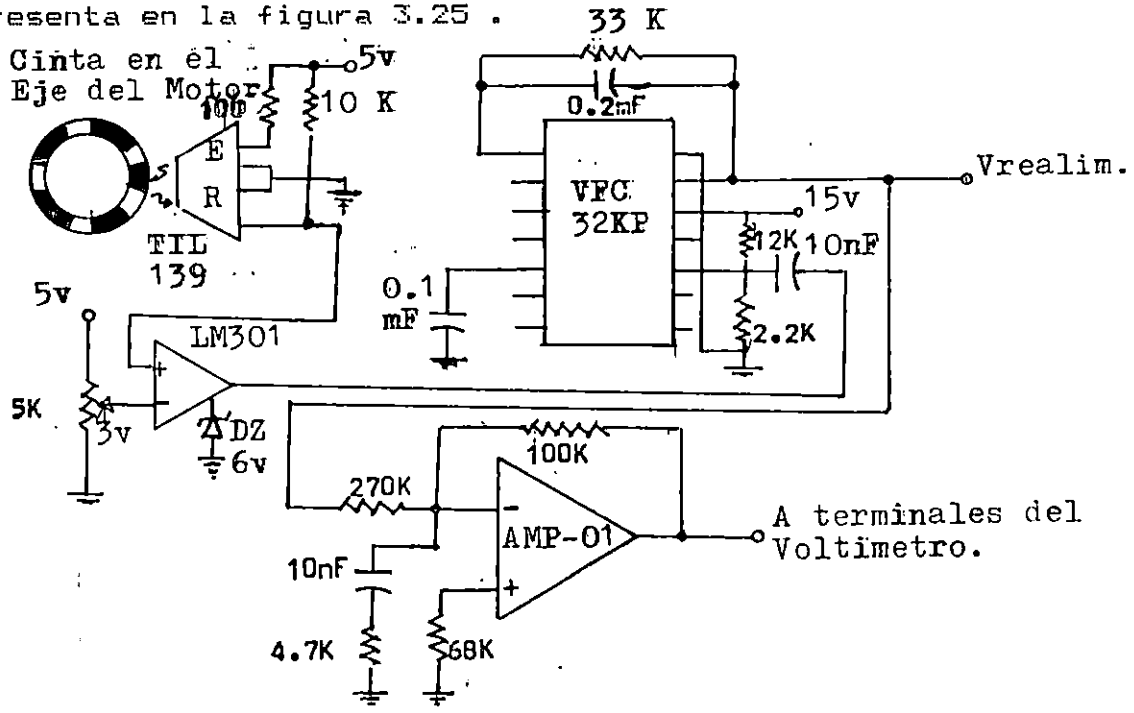 resenta en la figura 3.25 .
33 K
Cinta en el
Eje del Motor
5v
100
10 K
0.2mF
E
R
VFC
32KP
Vrealim.
15v
TIL
139
12K
10nF
0.1
mF
5v
2.2K
LM301
+
-
5K
3v
DZ
6v
100K
270K
-
AMP-01
+
A terminales del
Voltimetro.
10nF
4.7K
68K